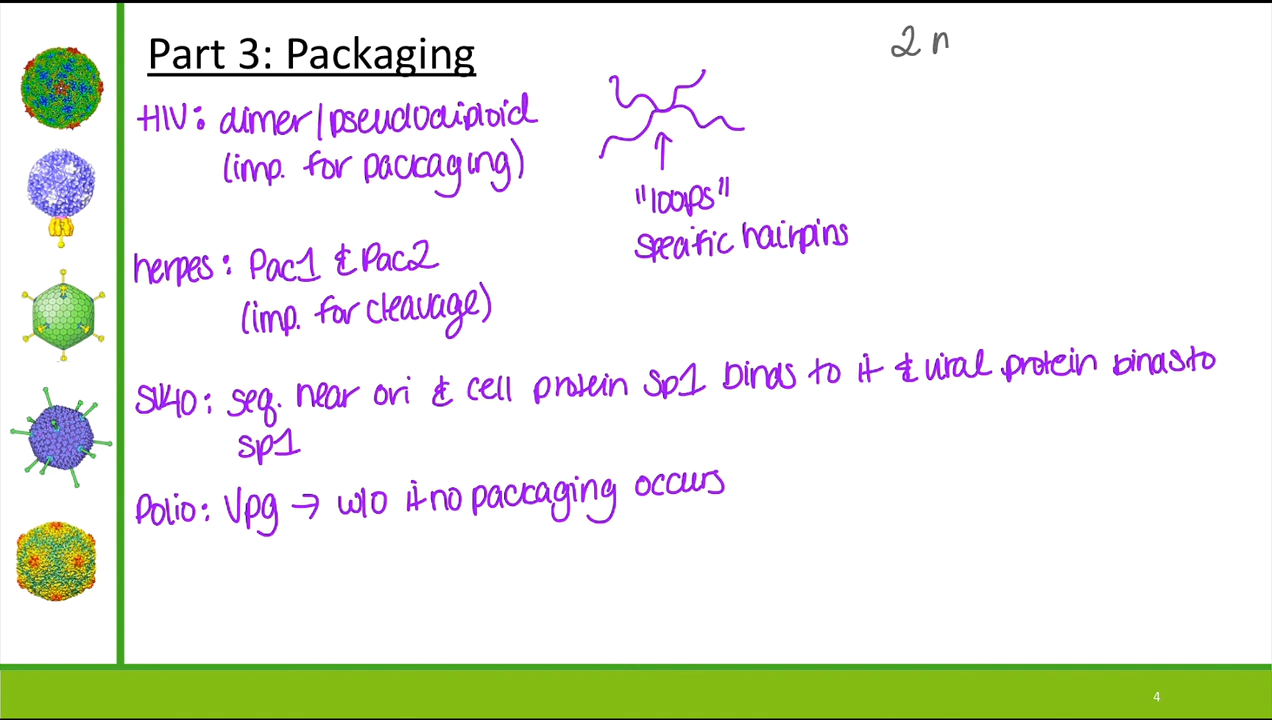 Part 3: Packaging
2 n
HIV: dimer/pseudodiploid
(imp. for packaging)
"loops"
specific hairpins
herpes: Pac1 & Pac2
(imp. for cleavage)
SV40: seq. near ori & cell protein Sp1 binds to it & viral protein binds to
Sp1
Polio: Vpg → w/o it no packaging occurs
4